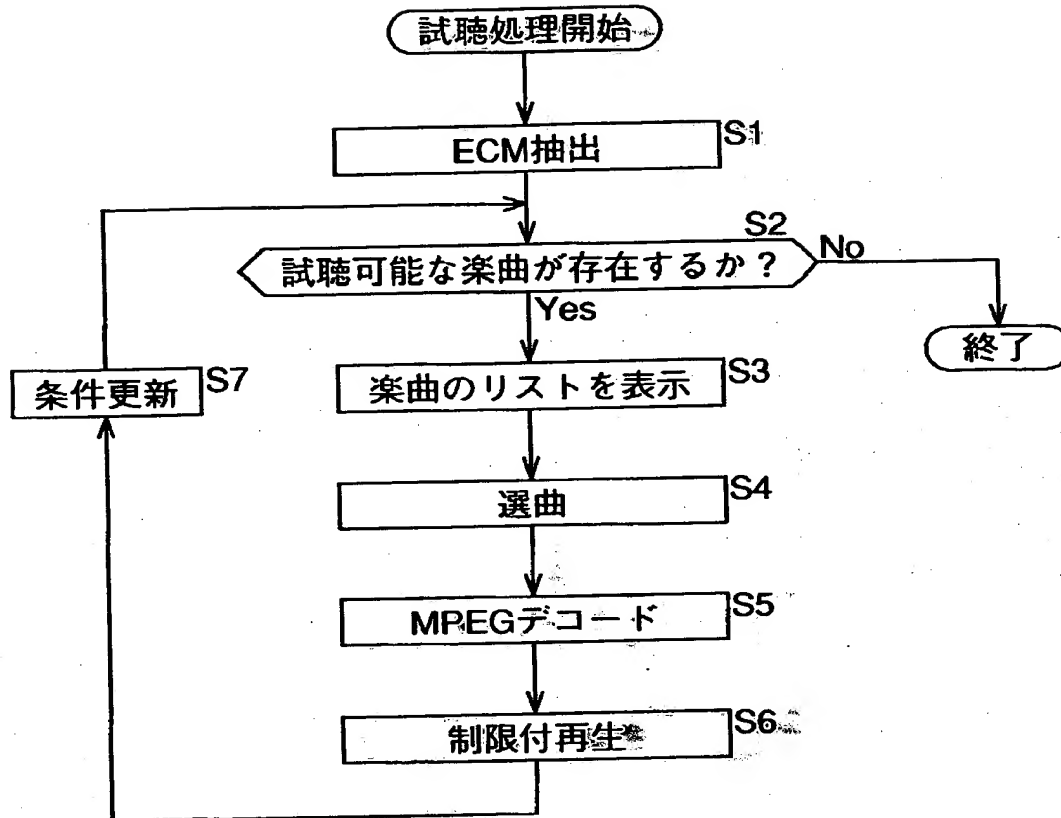 試聴処理開始
ECM抽出
S1
S2
試聴可能な楽曲が存在するか？
No
Yes
終了
楽曲のリストを表示
S3
条件更新
S7
選曲
S4
MPEGデコード
S5
制限付再生
S6